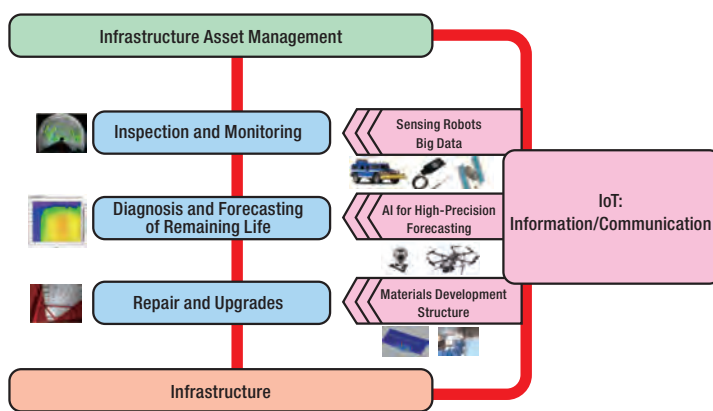 Infrastructure Asset Management
Inspection and Monitoring
Sensing Robots
Big Data
IoT:
Information/Communication
Diagnosis and Forecasting
of Remaining Life
AI for High-Precision
Forecasting
Repair and Upgrades
Materials Development
Structure
Infrastructure